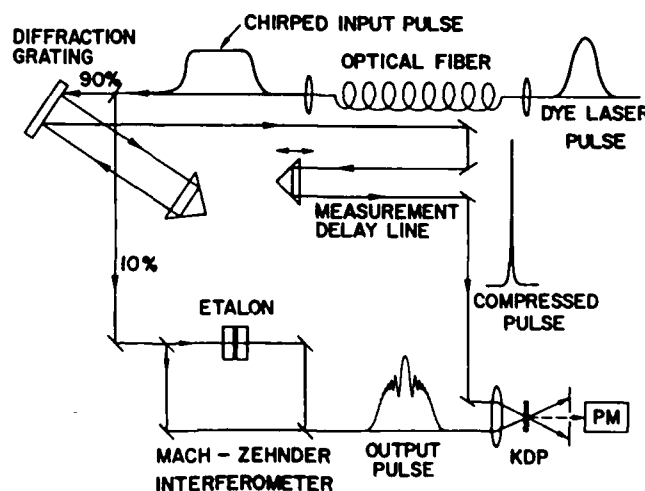 CHIRPED INPUT PULSE
DIFFRACTION
GRATING
90%
OPTICAL FIBER
DYE LASER
PULSE
MEASUREMENT
DELAY LINE
10%
COMPRESSED
PULSE
ETALON
MACH - ZEHNDER
INTERFEROMETER
OUTPUT
PULSE
KDP
PM